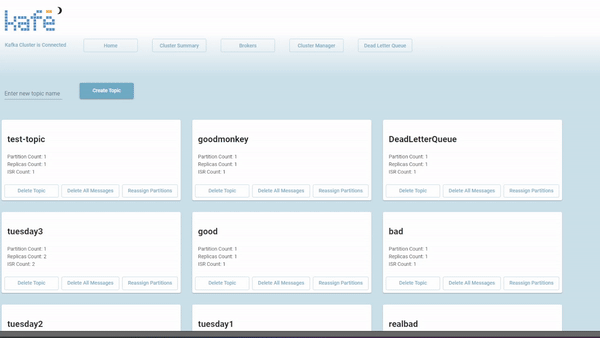 kafe
Kafka Cluster is Connected Home Cluster Summary Brokers Cluster Manager Dead Letter Queue
Enter new topic name Create Topic
test-topic
Partition Count: 1
Replicas Count: 1
ISR Count: 1
Delete Topic Delete All Messages Reassign Partitions
goodmonkey
Partition Count: 1
Replicas Count: 1
ISR Count: 1
Delete Topic Delete All Messages Reassign Partitions
DeadLetterQueue
Partition Count: 1
Replicas Count: 1
ISR Count: 1
Delete Topic Delete All Messages Reassign Partitions
tuesday3
Partition Count: 1
Replicas Count: 2
ISR Count: 2
Delete Topic Delete All Messages Reassign Partitions
good
Partition Count: 1
Replicas Count: 1
ISR Count: 1
Delete Topic Delete All Messages Reassign Partitions
bad
Partition Count: 1
Replicas Count: 1
ISR Count: 1
Delete Topic Delete All Messages Reassign Partitions
tuesday2
tuesday1
realbad